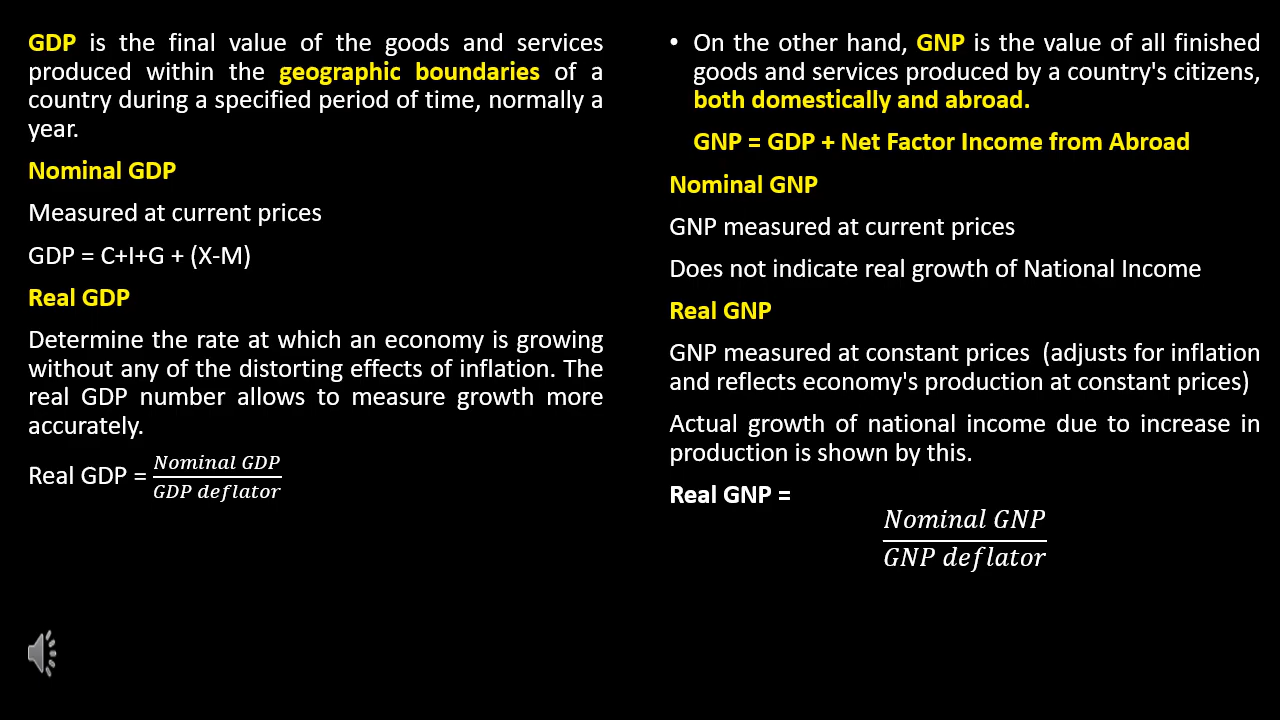 GDP is the final value of the goods and services
produced within the geographic boundaries of a
country during a specified period of time, normally a
year.
Nominal GDP
Measured at current prices
GDP = C+I+G + (X-M)
Real GDP
Determine the rate at which an economy is growing
without any of the distorting effects of inflation. The
real GDP number allows to measure growth more
accurately.
Real GDP = Nominal GDP / GDP deflator
• On the other hand, GNP is the value of all finished
goods and services produced by a country's citizens,
both domestically and abroad.
GNP = GDP + Net Factor Income from Abroad
Nominal GNP
GNP measured at current prices
Does not indicate real growth of National Income
Real GNP
GNP measured at constant prices (adjusts for inflation
and reflects economy's production at constant prices)
Actual growth of national income due to increase in
production is shown by this.
Real GNP =
Nominal GNP
GNP deflator